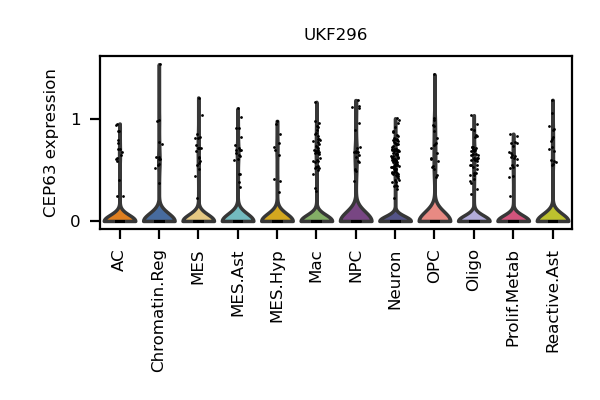 UKF296
CEP63 expression
1
0
AC
Chromatin.Reg
MES
MES.Ast
MES.Hyp
Mac
NPC
Neuron
OPC
Oligo
Prolif.Metab
Reactive.Ast